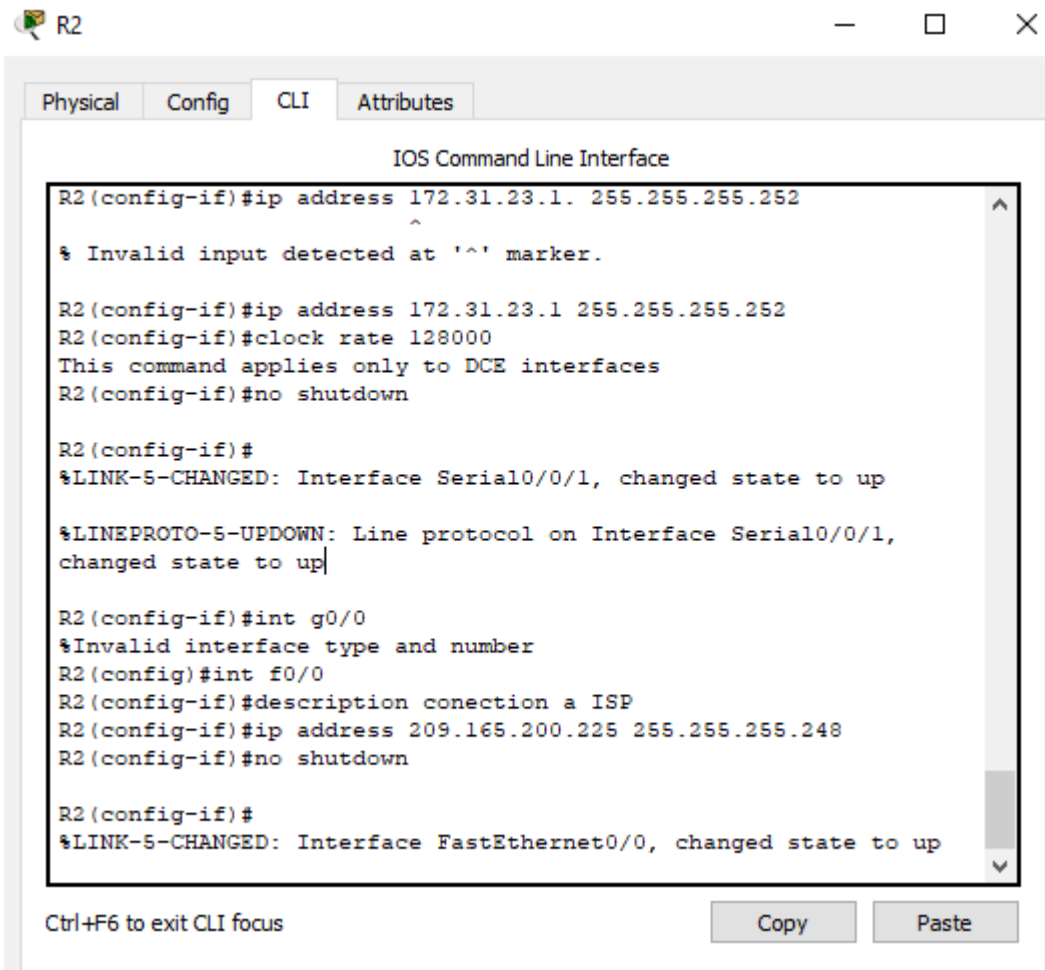 R2
Physical Config CLI Attributes
IOS Command Line Interface
R2(config-if)#ip address 172.31.23.1. 255.255.255.252
^
% Invalid input detected at '^' marker.
R2(config-if)#ip address 172.31.23.1 255.255.255.252
R2(config-if)#clock rate 128000
This command applies only to DCE interfaces
R2(config-if)#no shutdown
R2(config-if)#
%LINK-5-CHANGED: Interface Serial0/0/1, changed state to up
%LINEPROTO-5-UPDOWN: Line protocol on Interface Serial0/0/1,
changed state to up
R2(config-if)#int g0/0
%Invalid interface type and number
R2(config)#int f0/0
R2(config-if)#description conection a ISP
R2(config-if)#ip address 209.165.200.225 255.255.255.248
R2(config-if)#no shutdown
R2(config-if)#
%LINK-5-CHANGED: Interface FastEthernet0/0, changed state to up
Ctrl+F6 to exit CLI focus
Copy
Paste